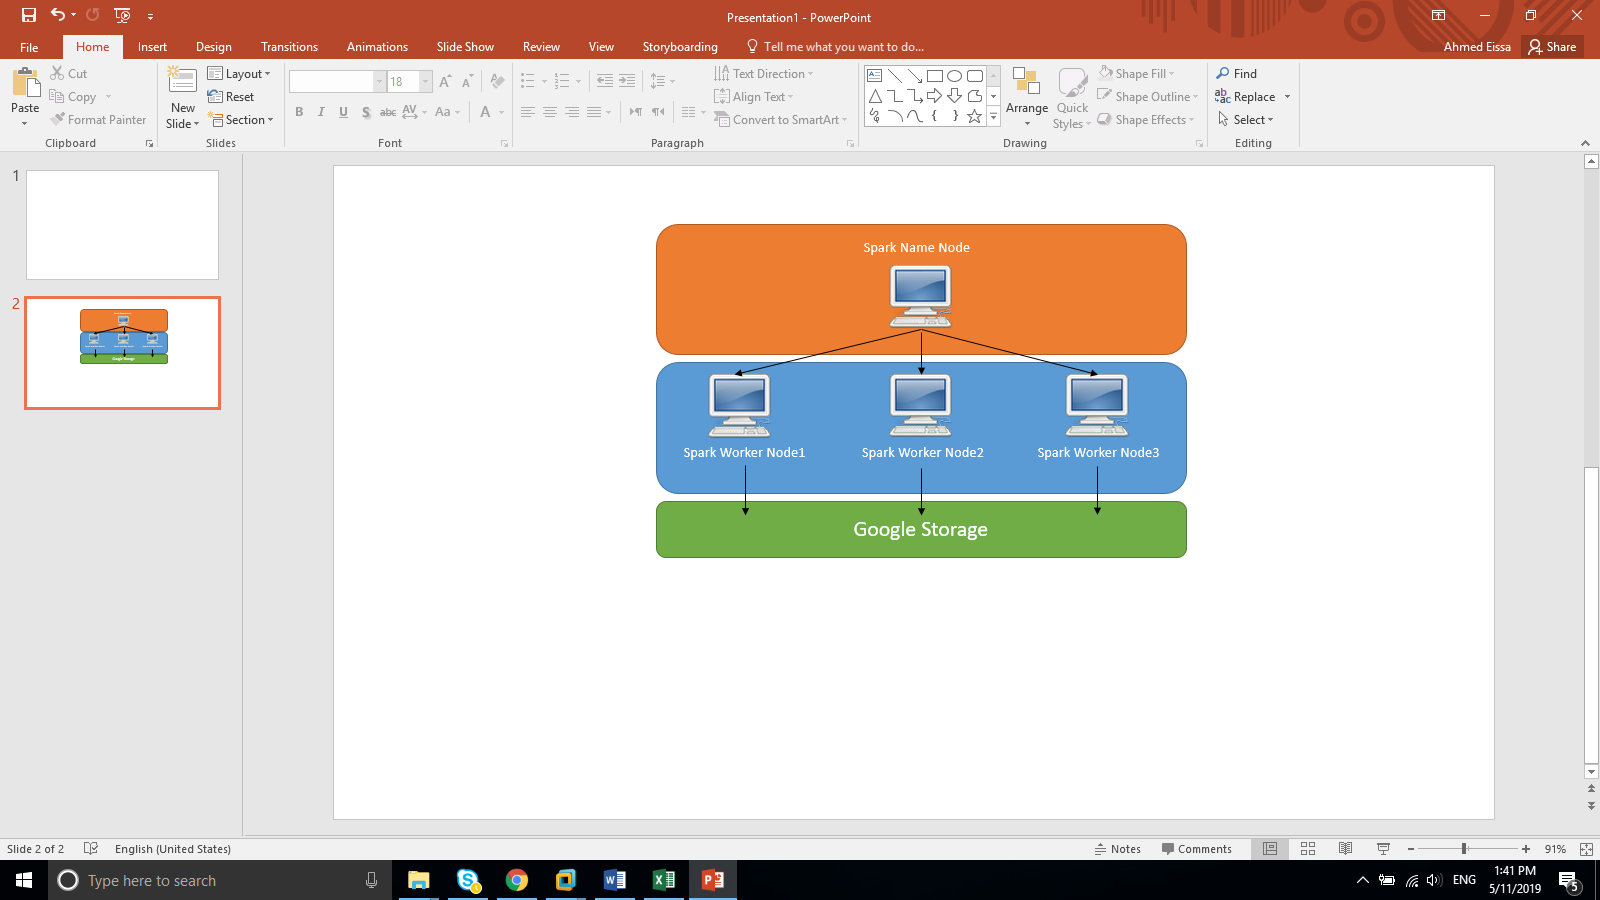 Presentation1 - PowerPoint
File Home Insert Design Transitions Animations Slide Show Review View Storyboarding Tell me what you want to do... Ahmed Eissa Share
Paste
Cut
Copy
Format Painter
Clipboard
New Slide
Layout
Reset
Section
Slides
18
B I U S abc AV Aa A
Font
Text Direction
Align Text
Convert to SmartArt
Paragraph
Arrange
Quick Styles
Shape Fill
Shape Outline
Shape Effects
Drawing
Find
Replace
Select
Editing
1
2
Spark Name Node
Spark Worker Node1 Spark Worker Node2 Spark Worker Node3
Google Storage
Slide 2 of 2 English (United States) Notes Comments 91%
Type here to search
ENG
1:41 PM
5/11/2019
5